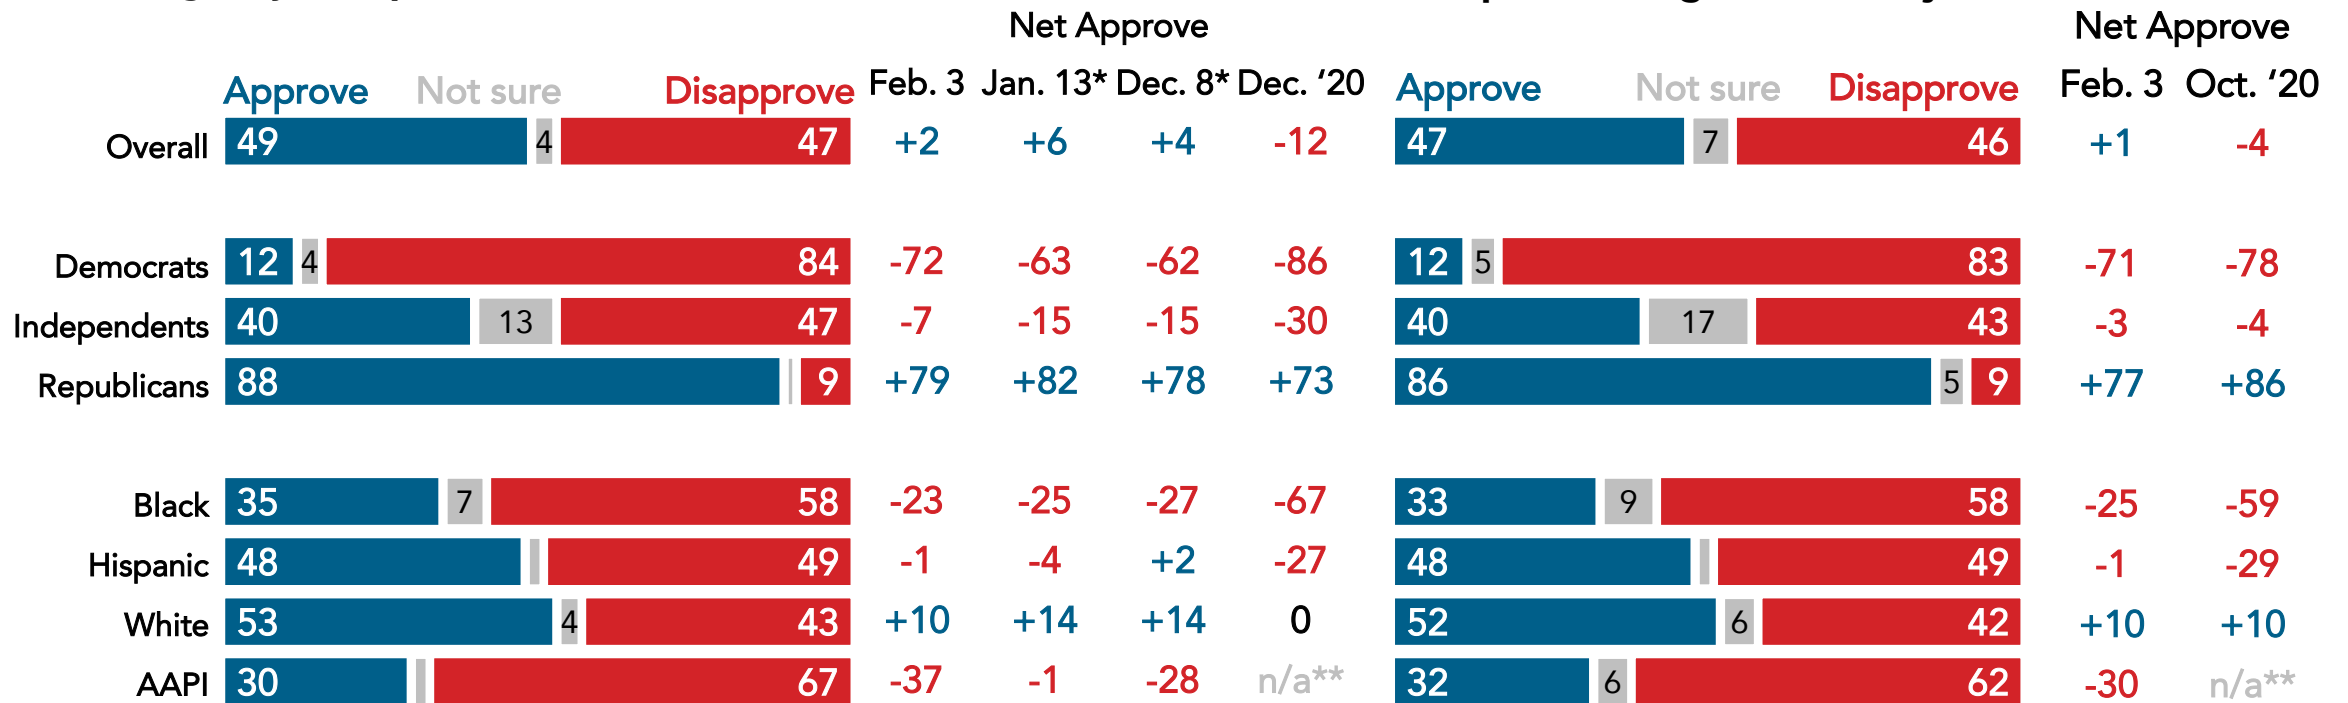 Net Approve Net Approve
Approve Not sure Disapprove Feb. 3 Jan. 13* Dec. 8* Dec. ‘20 Approve Not sure Disapprove Feb. 3 Oct. ‘20
Overall 49 4 47 +2 +6 +4 -12 47 7 46 +1 -4
Democrats 12 4 84 -72 -63 -62 -86 12 5 83 -71 -78
Independents 40 13 47 -7 -15 -15 -30 40 17 43 -3 -4
Republicans 88 9 +79 +82 +78 +73 86 5 9 +77 +86
Black 35 7 58 -23 -25 -27 -67 33 9 58 -25 -59
Hispanic 48 49 -1 -4 +2 -27 48 49 -1 -29
White 53 4 43 +10 +14 +14 0 52 6 42 +10 +10
AAPI 30 67 -37 -1 -28 n/a** 32 6 62 -30 n/a**